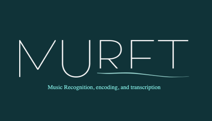 MURET
Music Recognition, encoding, and transcription